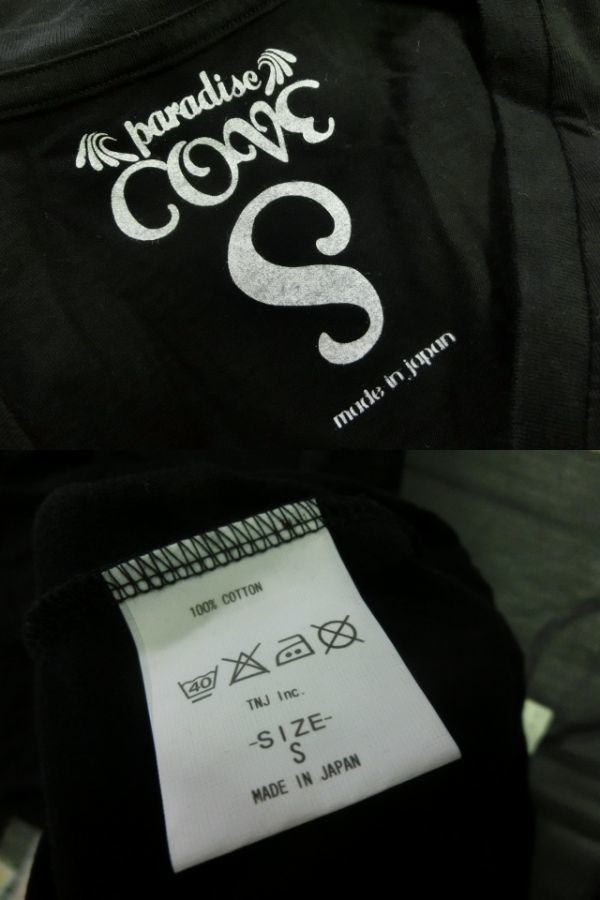 paradise
COVE
S
made in japan
100% COTTON
40
TNJ Inc.
-SIZE-
S
MADE IN JAPAN